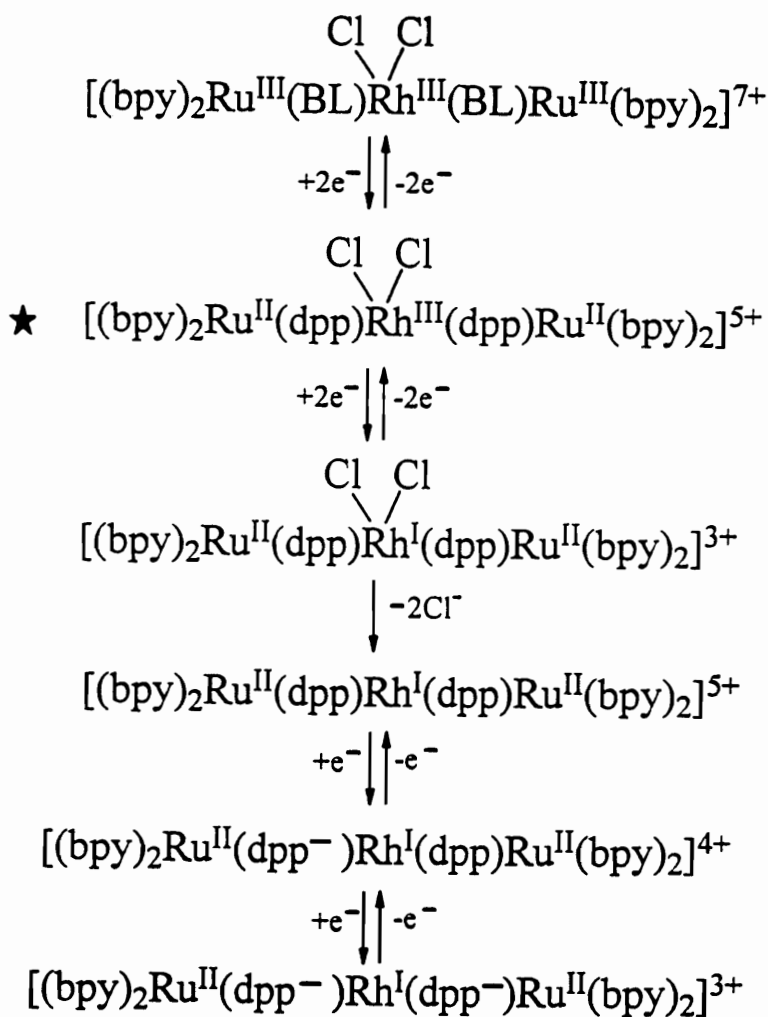 Cl Cl
[(bpy)₂Ruᴵᴵᴵ(BL)Rhᴵᴵᴵ(BL)Ruᴵᴵᴵ(bpy)₂]⁷⁺
+2e⁻ -2e⁻
Cl Cl
★ [(bpy)₂Ruᴵᴵ(dpp)Rhᴵᴵᴵ(dpp)Ruᴵᴵ(bpy)₂]⁵⁺
+2e⁻ -2e⁻
Cl Cl
[(bpy)₂Ruᴵᴵ(dpp)Rhᴵ(dpp)Ruᴵᴵ(bpy)₂]³⁺
−2Cl⁻
[(bpy)₂Ruᴵᴵ(dpp)Rhᴵ(dpp)Ruᴵᴵ(bpy)₂]⁵⁺
+e⁻ -e⁻
[(bpy)₂Ruᴵᴵ(dpp⁻ )Rhᴵ(dpp)Ruᴵᴵ(bpy)₂]⁴⁺
+e⁻ -e⁻
[(bpy)₂Ruᴵᴵ(dpp⁻ )Rhᴵ(dpp⁻)Ruᴵᴵ(bpy)₂]³⁺